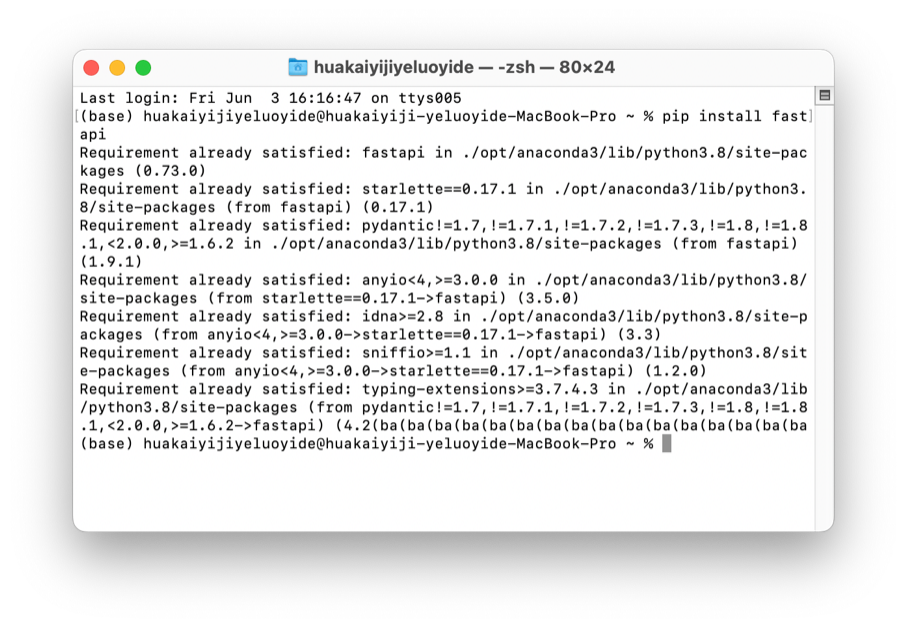 huakaiyijiyeluoyide — -zsh — 80×24
Last login: Fri Jun  3 16:16:47 on ttys005
[(base) huakaiyijiyeluoyide@huakaiyiji-yeluoyide-MacBook-Pro ~ % pip install fast]
api
Requirement already satisfied: fastapi in ./opt/anaconda3/lib/python3.8/site-pac
kages (0.73.0)
Requirement already satisfied: starlette==0.17.1 in ./opt/anaconda3/lib/python3.
8/site-packages (from fastapi) (0.17.1)
Requirement already satisfied: pydantic!=1.7,!=1.7.1,!=1.7.2,!=1.7.3,!=1.8,!=1.8
.1,<2.0.0,>=1.6.2 in ./opt/anaconda3/lib/python3.8/site-packages (from fastapi)
(1.9.1)
Requirement already satisfied: anyio<4,>=3.0.0 in ./opt/anaconda3/lib/python3.8/
site-packages (from starlette==0.17.1->fastapi) (3.5.0)
Requirement already satisfied: idna>=2.8 in ./opt/anaconda3/lib/python3.8/site-p
ackages (from anyio<4,>=3.0.0->starlette==0.17.1->fastapi) (3.3)
Requirement already satisfied: sniffio>=1.1 in ./opt/anaconda3/lib/python3.8/sit
e-packages (from anyio<4,>=3.0.0->starlette==0.17.1->fastapi) (1.2.0)
Requirement already satisfied: typing-extensions>=3.7.4.3 in ./opt/anaconda3/lib
/python3.8/site-packages (from pydantic!=1.7,!=1.7.1,!=1.7.2,!=1.7.3,!=1.8,!=1.8
.1,<2.0.0,>=1.6.2->fastapi) (4.2(ba(ba(ba(ba(ba(ba(ba(ba(ba(ba(ba(ba(ba(ba(ba(ba
(base) huakaiyijiyeluoyide@huakaiyiji-yeluoyide-MacBook-Pro ~ %